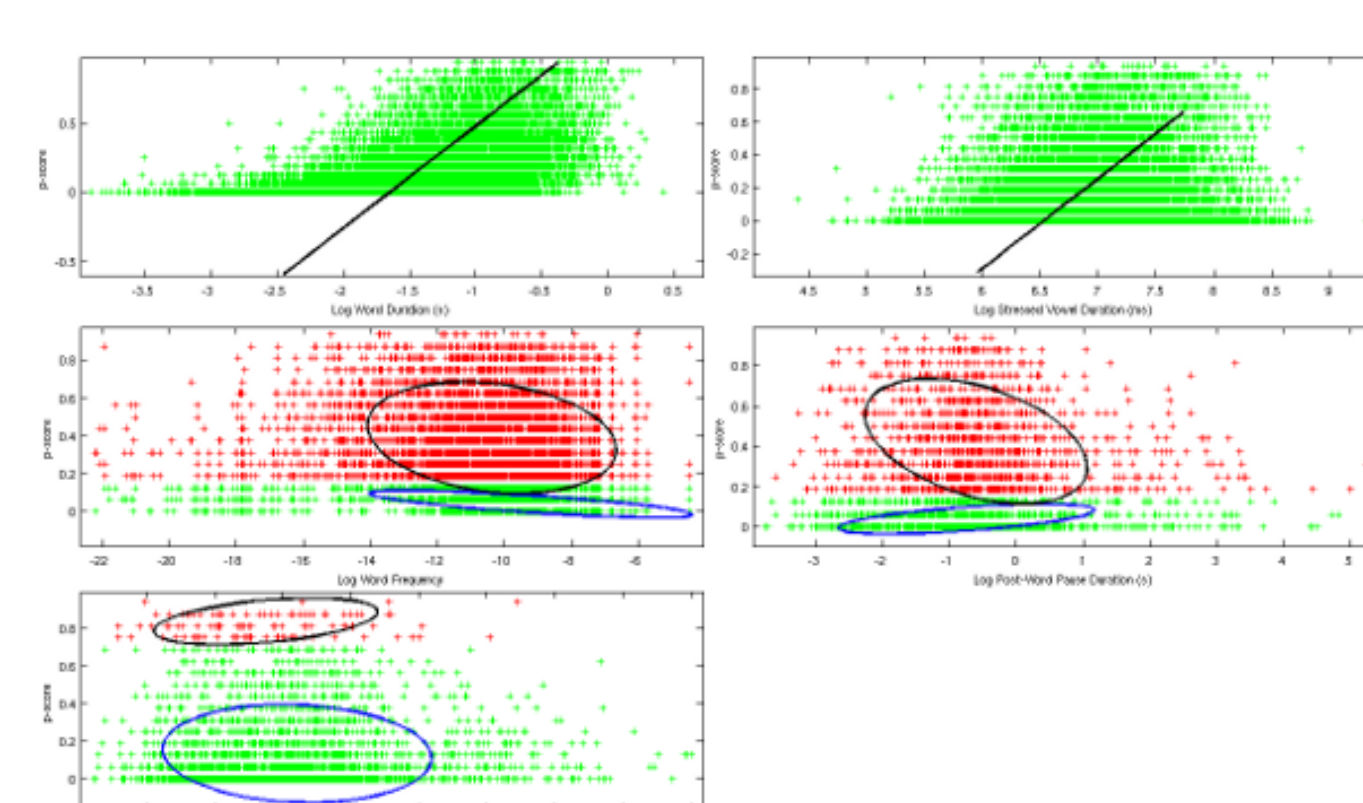 p-score
0.5
0
-0.5
-3.5 -3 -2.5 -2 -1.5 -1 -0.5 0 0.5
Log Word Duration (s)
p-score
0.8
0.6
0.4
0.2
0
-0.2
4.5 5 5.5 6 6.5 7 7.5 8 8.5 9
Log Stressed Vowel Duration (ms)
p-score
0.8
0.6
0.4
0.2
0
-22 -20 -18 -16 -14 -12 -10 -8 -6
Log Word Frequency
p-score
0.8
0.6
0.4
0.2
0
-3 -2 -1 0 1 2 3 4 5
Log Post-Word Pause Duration (s)
p-score
0.8
0.6
0.4
0.2
0